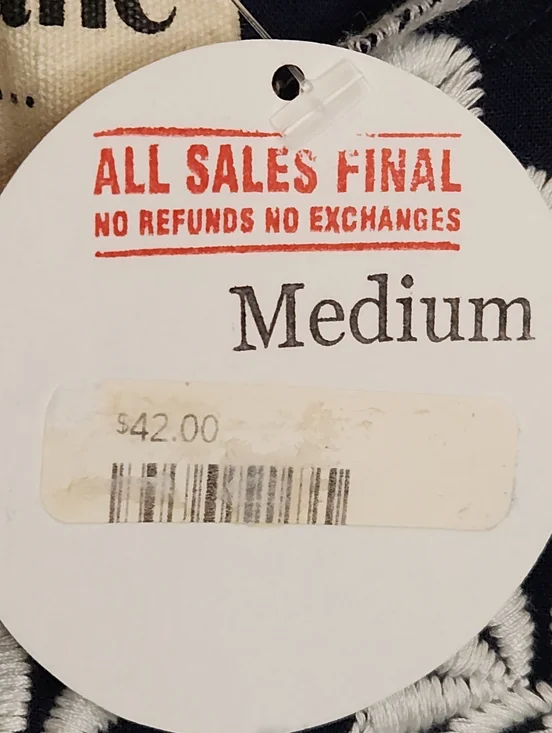 ALL SALES FINAL
NO REFUNDS NO EXCHANGES
Medium
$42.00